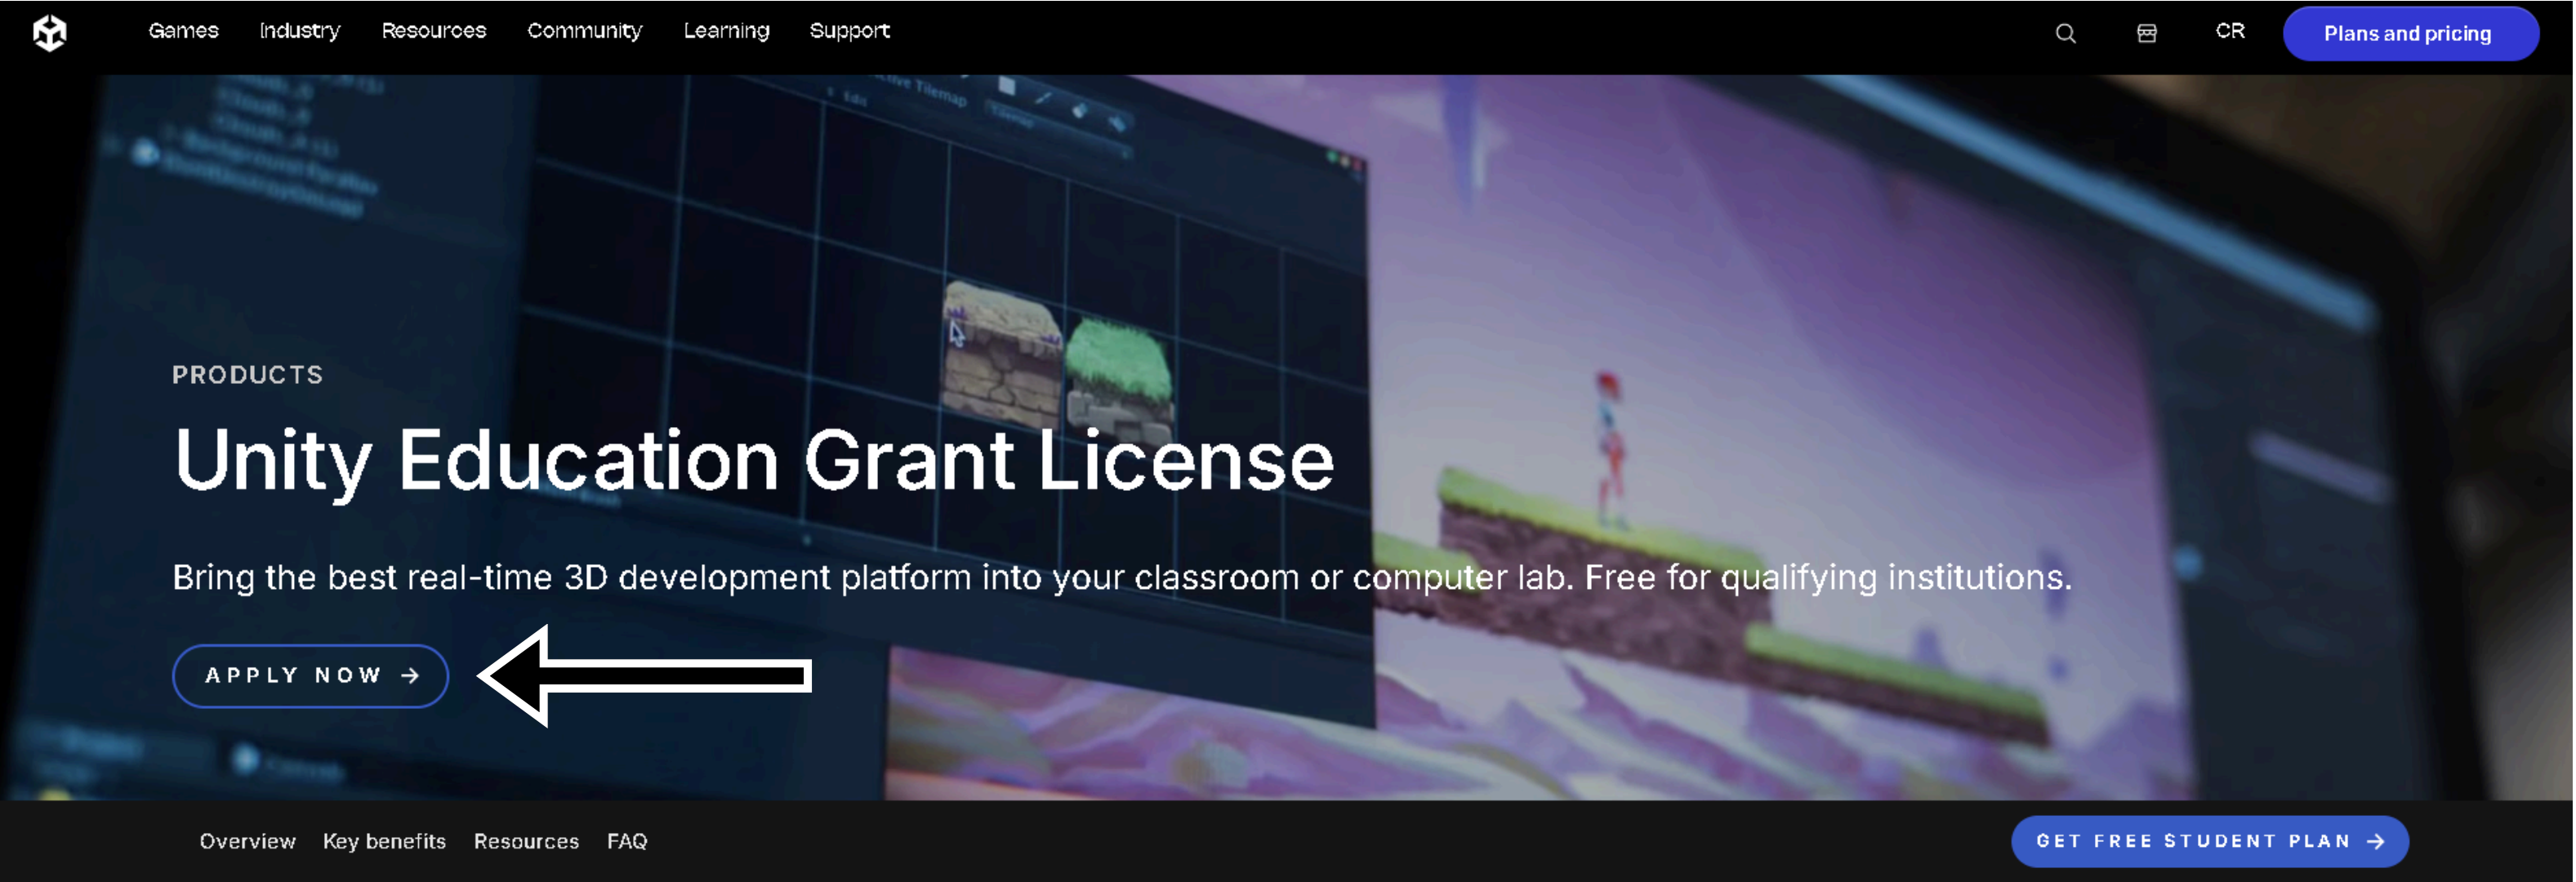 Games Industry Resources Community Learning Support CR Plans and pricing
Edit
Tilemap
PRODUCTS
Unity Education Grant License
Bring the best real-time 3D development platform into your classroom or computer lab. Free for qualifying institutions.
APPLY NOW →
Overview Key benefits Resources FAQ GET FREE STUDENT PLAN →